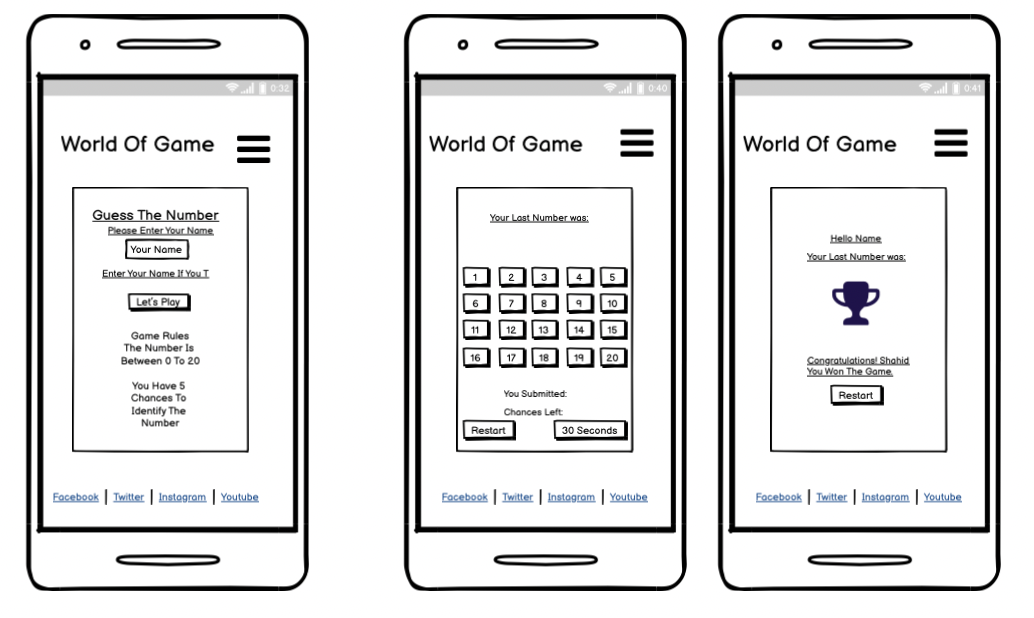 0:32
World Of Game
Guess The Number
Please Enter Your Name
Your Name
Enter Your Name If You T
Let's Play
Game Rules
The Number Is
Between 0 To 20
You Have 5
Chances To
Identify The
Number
Facebook | Twitter | Instagram | Youtube
0:40
World Of Game
Your Last Number was:
1 2 3 4 5
6 7 8 9 10
11 12 13 14 15
16 17 18 19 20
You Submitted:
Chances Left:
Restart 30 Seconds
Facebook | Twitter | Instagram | Youtube
0:41
World Of Game
Hello Name
Your Last Number was:
Congratulations! Shahid
You Won The Game.
Restart
Facebook | Twitter | Instagram | Youtube